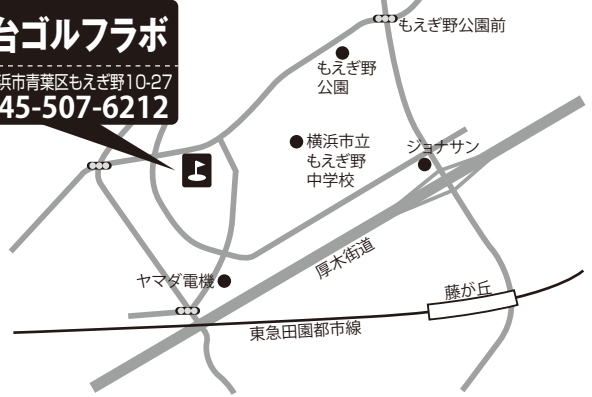 台ゴルフラボ
浜市青葉区もえぎ野10-27
45-507-6212
もえぎ野公園前
もえぎ野
公園
横浜市立
もえぎ野
中学校
ジョナサン
厚木街道
ヤマダ電機
藤が丘
東急田園都市線